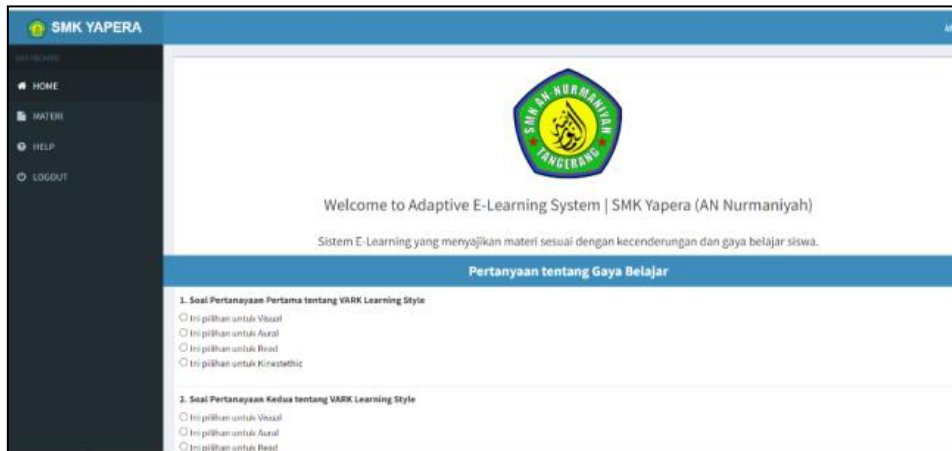 SMK YAPERA
DASHBOARD
HOME
MATERI
HELP
LOGOUT
SMK AN-NURMANIYAH
TANGERANG
Welcome to Adaptive E-Learning System | SMK Yapera (AN Nurmaniyah)
Sistem E-Learning yang menyajikan materi sesuai dengan kecenderungan dan gaya belajar siswa.
Pertanyaan tentang Gaya Belajar
1. Soal Pertanayaan Pertama tentang VARK Learning Style
Ini pilihan untuk Visual
Ini pilihan untuk Aural
Ini pilihan untuk Read
Ini pilihan untuk Kinestethic
2. Soal Pertanayaan Kedua tentang VARK Learning Style
Ini pilihan untuk Visual
Ini pilihan untuk Aural
Ini pilihan untuk Read